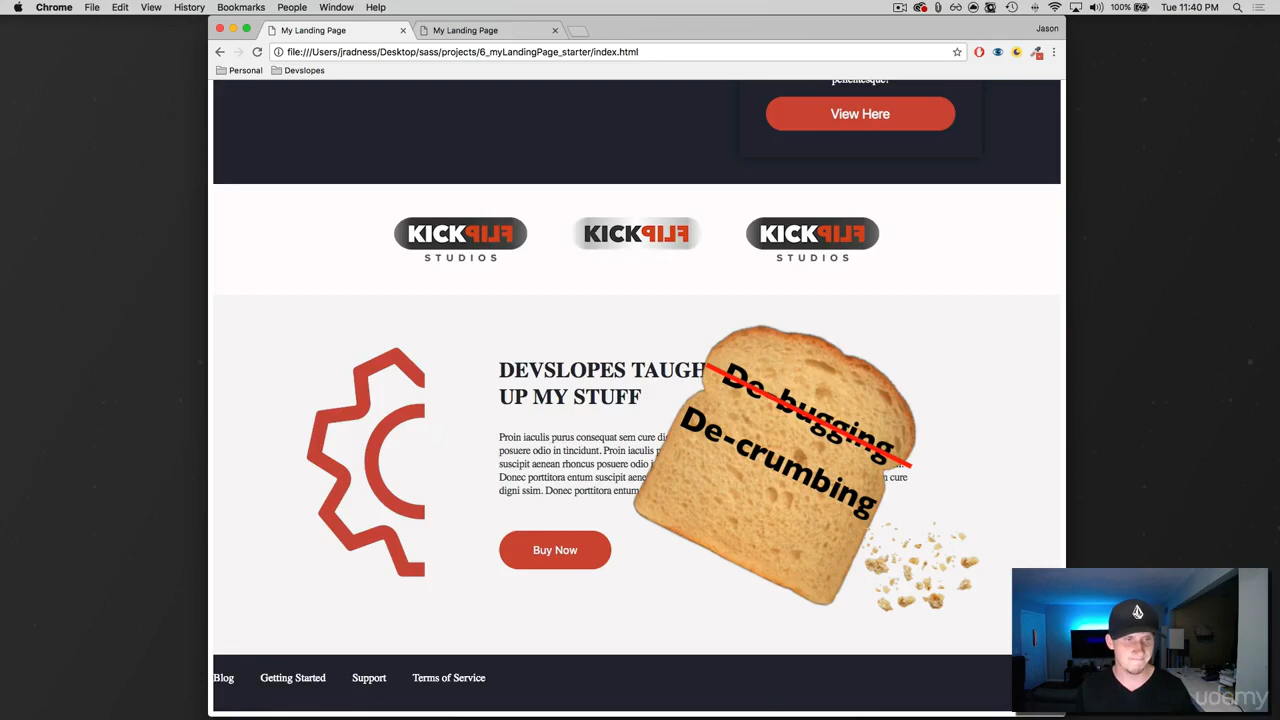 Chrome File Edit View History Bookmarks People Window Help 100% Tue 11:40 PM
My Landing Page My Landing Page Jason
file:///Users/jradness/Desktop/sass/projects/6_myLandingPage_starter/index.html
Personal Devslopes
pellentesque?
View Here
KICKFLIP KICKFLIP KICKFLIP
STUDIOS STUDIOS
DEVSLOPES TAUGH
UP MY STUFF
De-bugging
De-crumbing
Proin iaculis purus consequat sem cure di
posuere odio in tincidunt. Proin iaculis p
suscipit aenean rhoncus posuere odio i
Donec porttitora entum suscipit aene cure
digni ssim. Donec porttitora entum
Buy Now
Blog Getting Started Support Terms of Service
udemy